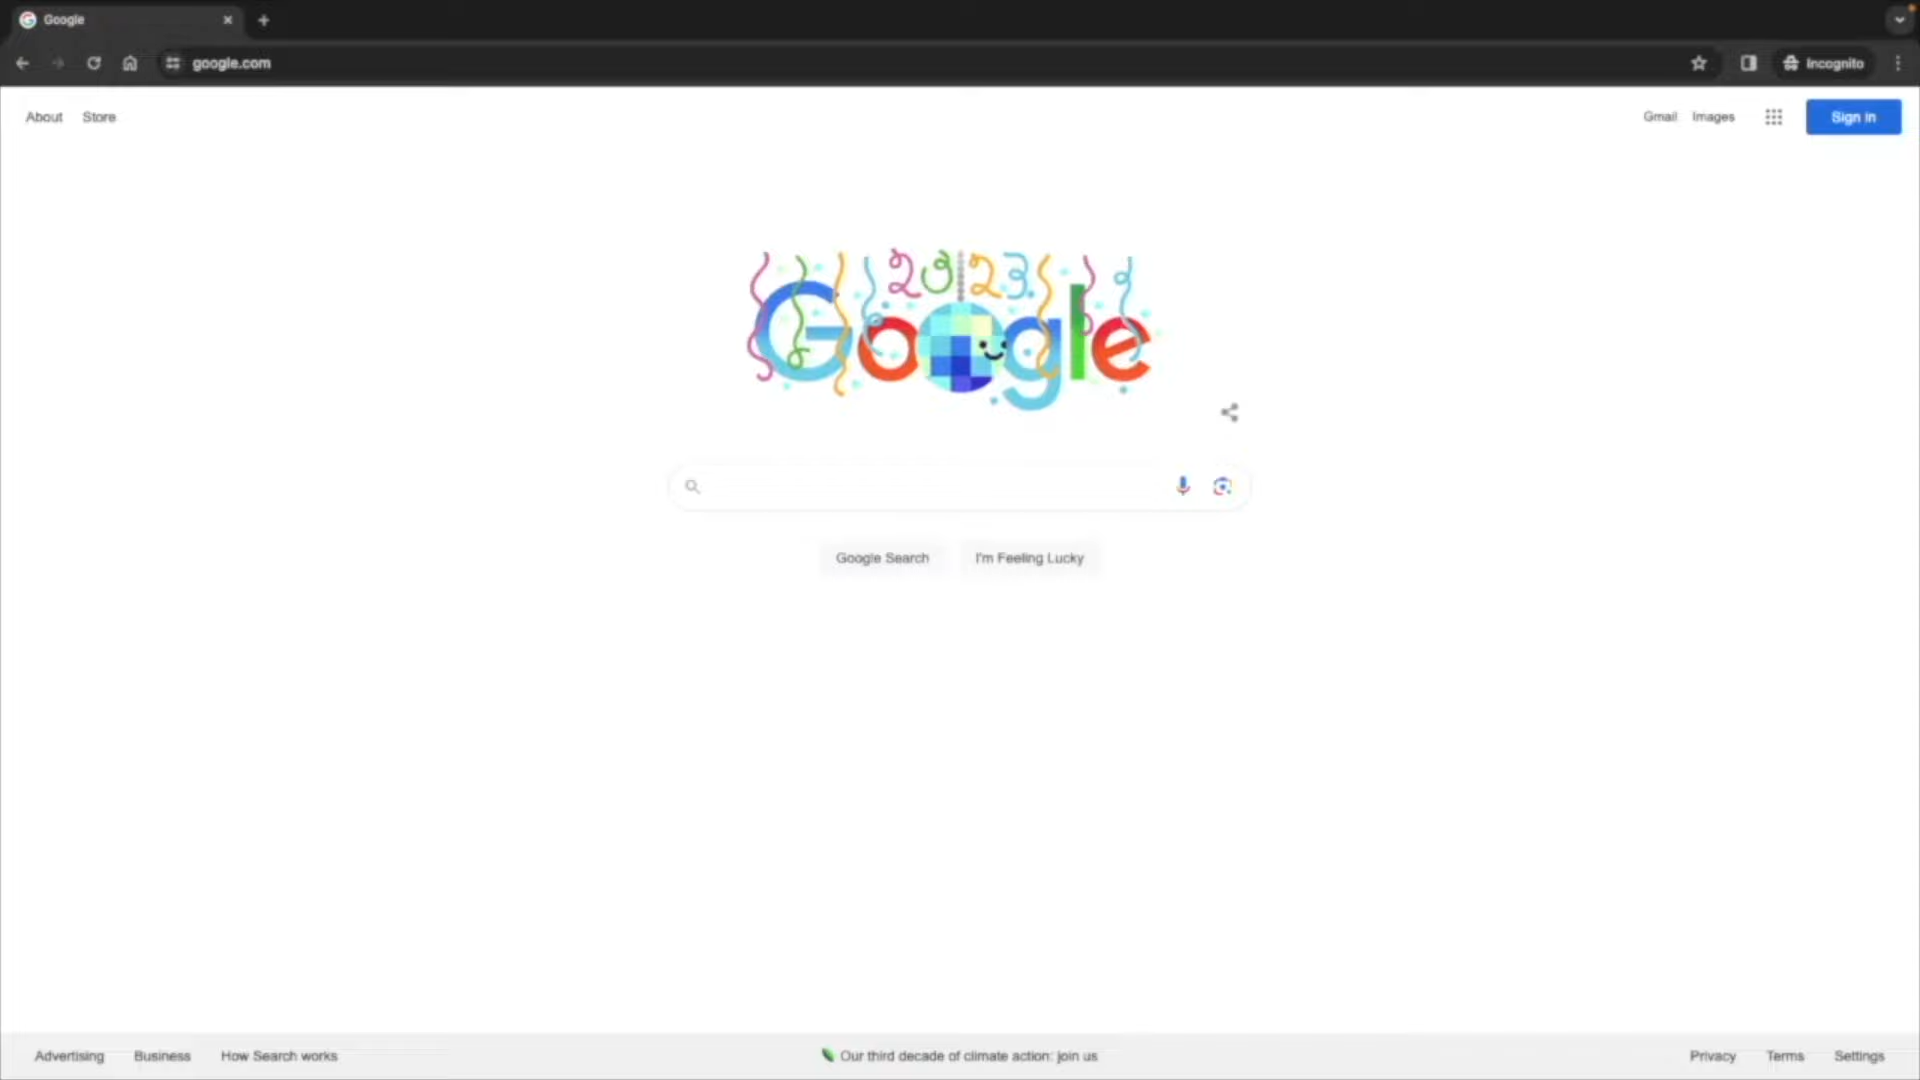 Google
google.com
Incognito
About Store
Gmail Images
Sign in
2023
Google
Google Search
I'm Feeling Lucky
Advertising Business How Search works
Our third decade of climate action: join us
Privacy Terms Settings